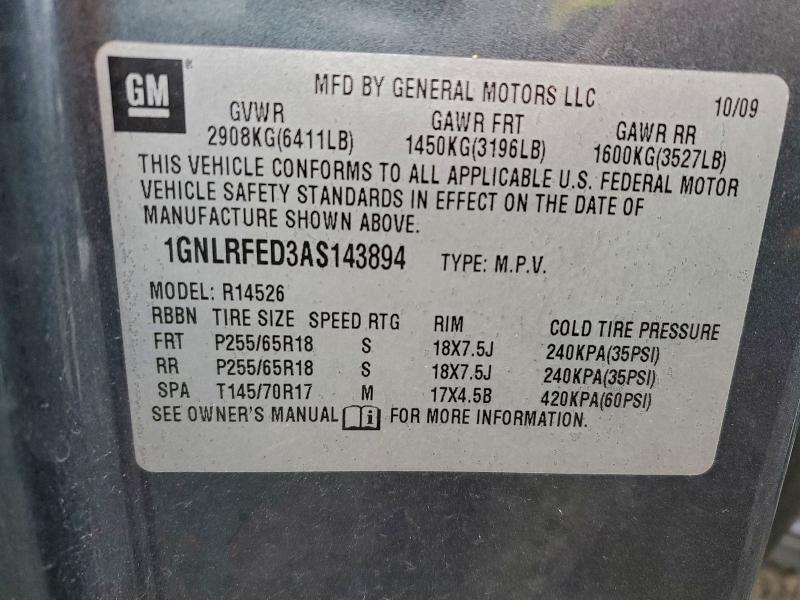 GM®
MFD BY GENERAL MOTORS LLC 10/09
GVWR GAWR FRT GAWR RR
2908KG(6411LB) 1450KG(3196LB) 1600KG(3527LB)
THIS VEHICLE CONFORMS TO ALL APPLICABLE U.S. FEDERAL MOTOR
VEHICLE SAFETY STANDARDS IN EFFECT ON THE DATE OF
MANUFACTURE SHOWN ABOVE.
1GNLRFED3AS143894 TYPE: M.P.V.
MODEL: R14526
RBBN TIRE SIZE SPEED RTG RIM COLD TIRE PRESSURE
FRT P255/65R18 S 18X7.5J 240KPA(35PSI)
RR P255/65R18 S 18X7.5J 240KPA(35PSI)
SPA T145/70R17 M 17X4.5B 420KPA(60PSI)
SEE OWNER'S MANUAL i FOR MORE INFORMATION.